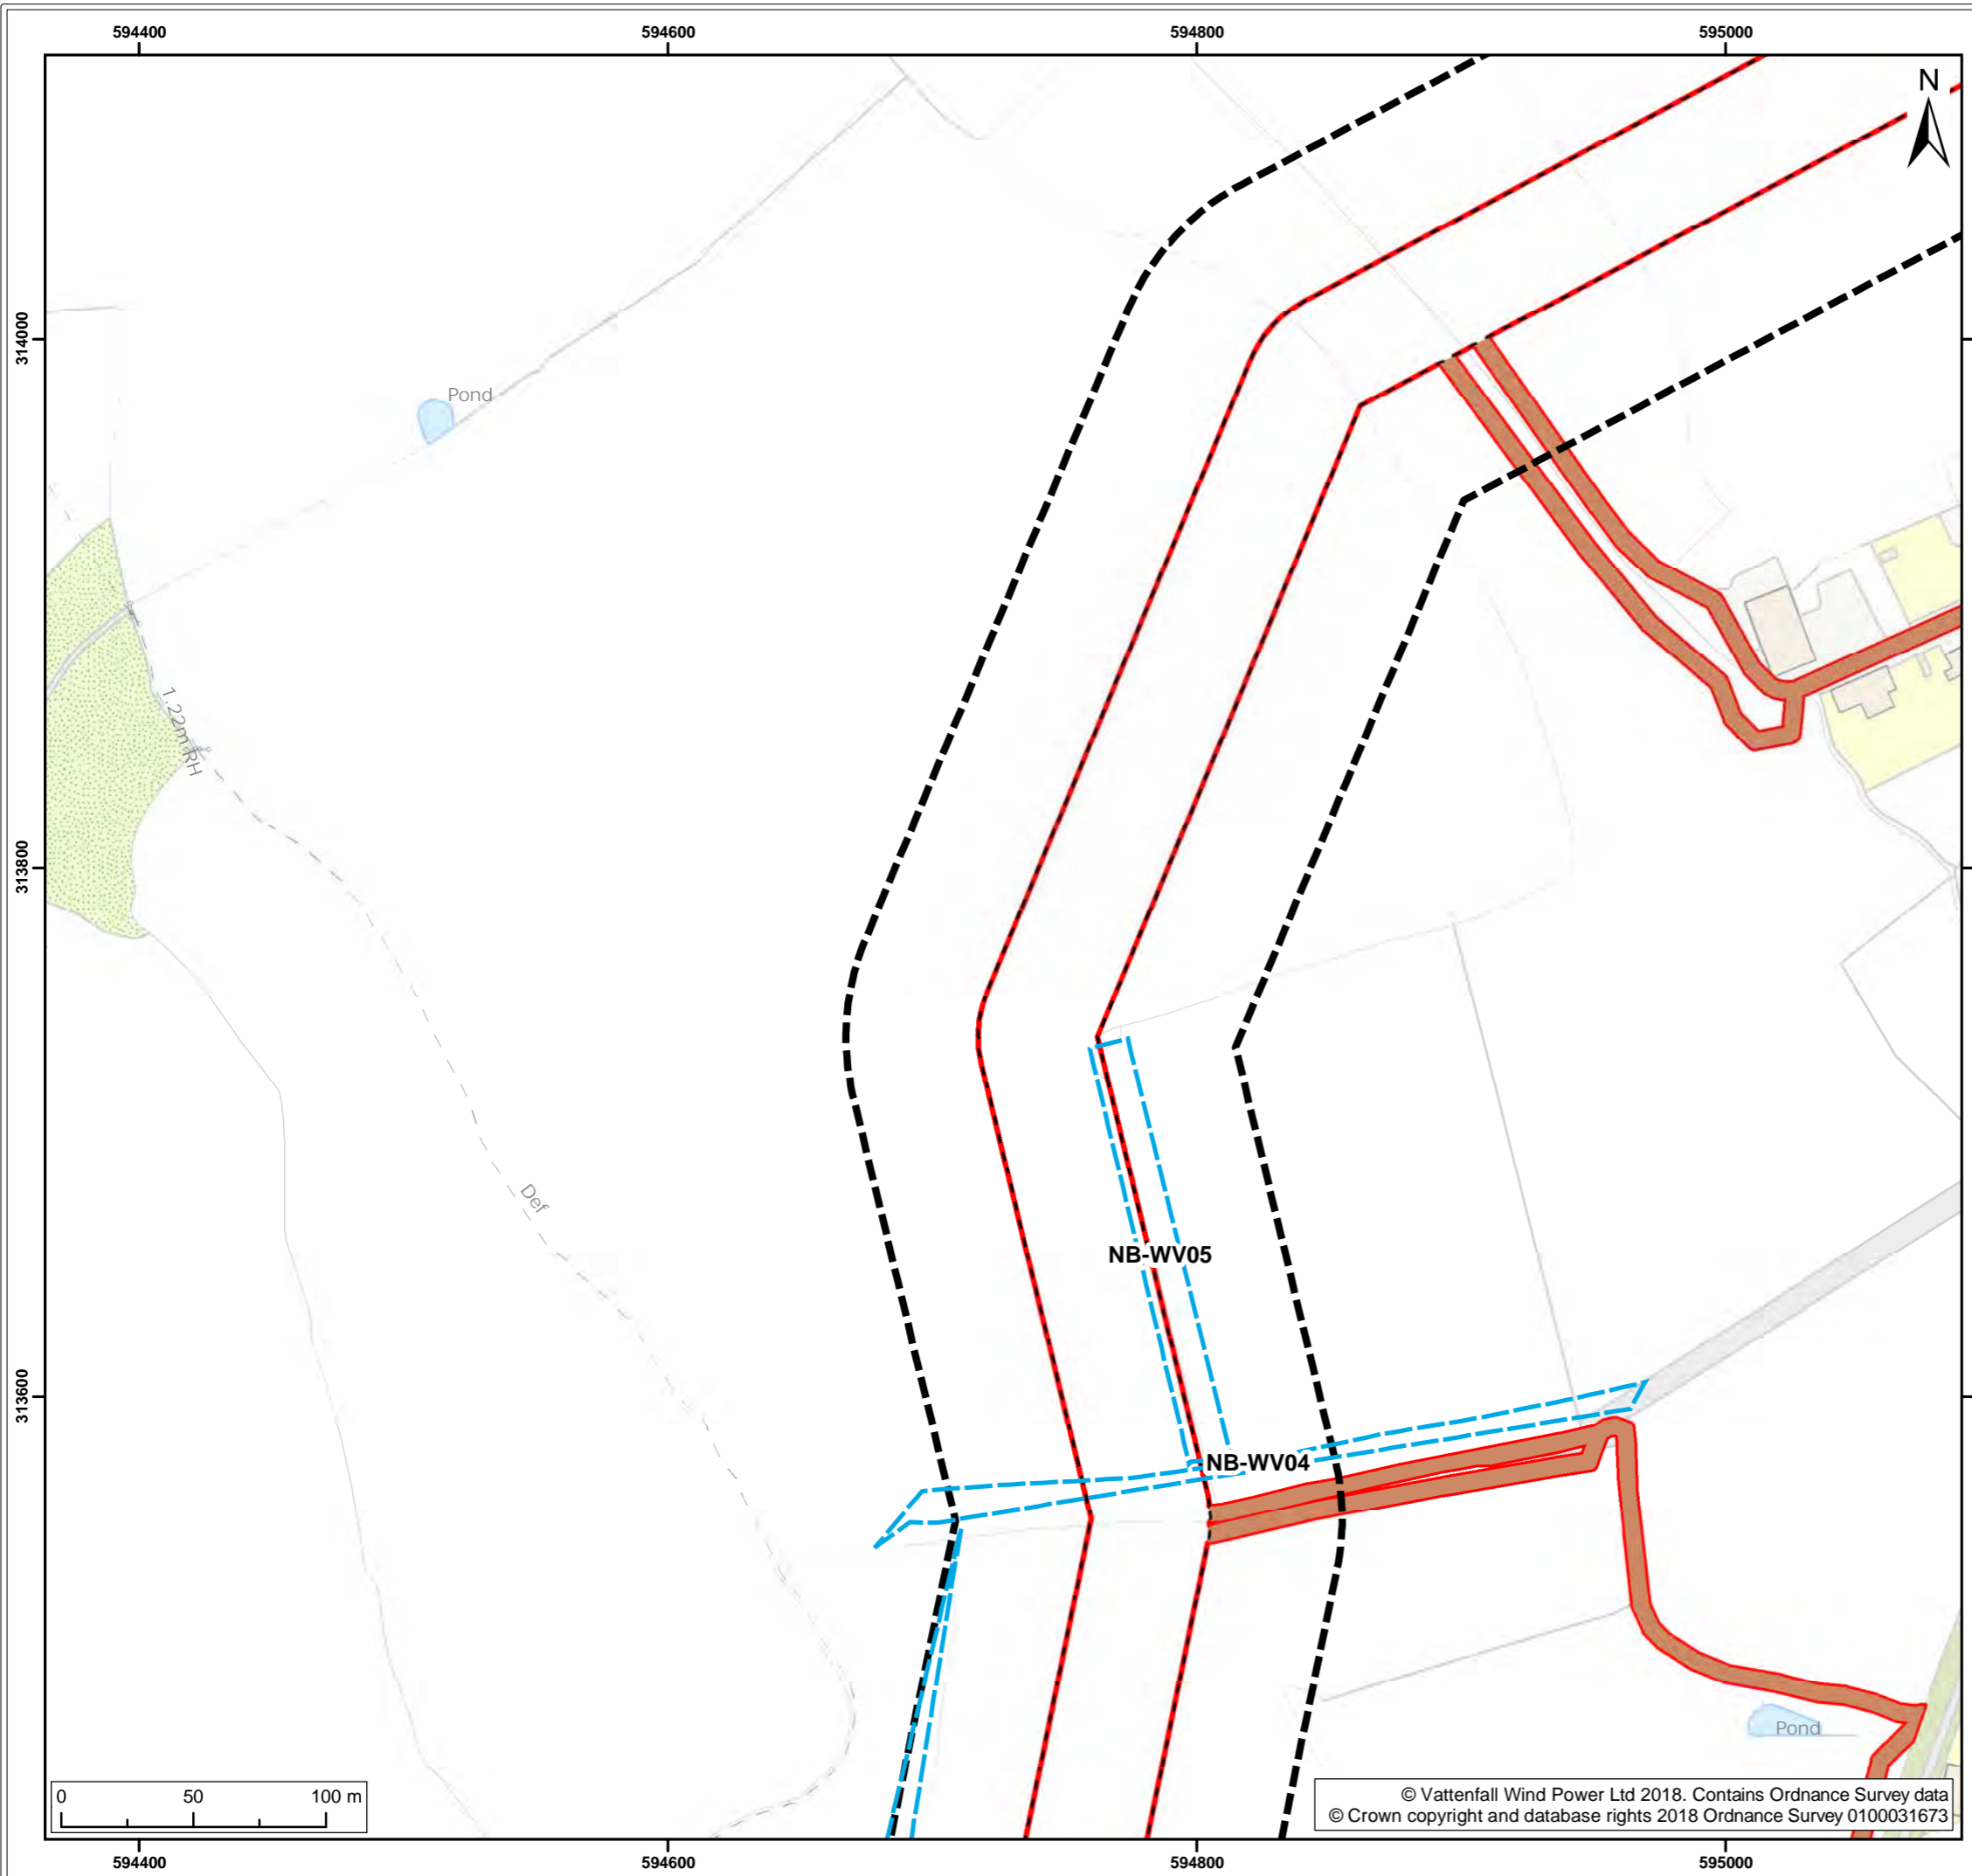 594400 594600 594800 595000
N
314000
Pond
1.22m RH
313800
Def
NB-WV05
313600
NB-WV04
Pond
0 50 100 m
© Vattenfall Wind Power Ltd 2018. Contains Ordnance Survey data
© Crown copyright and database rights 2018 Ordnance Survey 0100031673
594400 594600 594800 595000